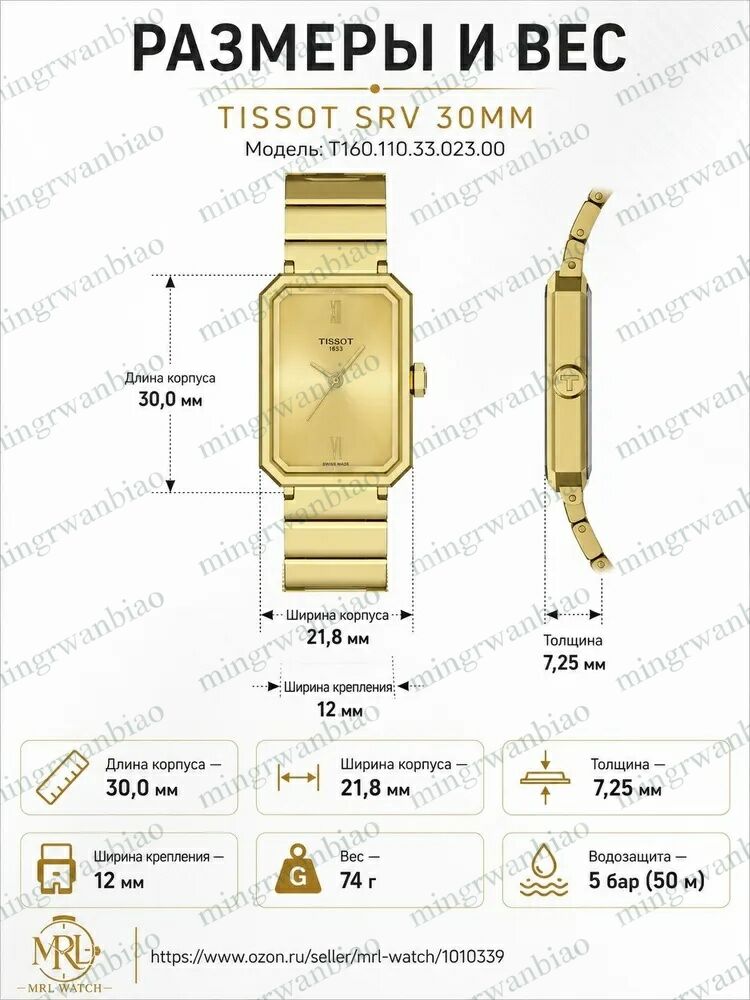 РАЗМЕРЫ И ВЕС
TISSOT SRV 30MM
Модель: T160.110.33.023.00
TISSOT
1853
SWISS MADE
T
Длина корпуса
30,0 мм
Ширина корпуса
21,8 мм
Толщина
7,25 мм
Ширина крепления
12 мм
Длина корпуса —
30,0 мм
Ширина корпуса —
21,8 мм
Толщина —
7,25 мм
Ширина крепления —
12 мм
G
Вес —
74 г
Водозащита —
5 бар (50 м)
MRL
MRL WATCH
https://www.ozon.ru/seller/mrl-watch/1010339
mingrwanbiao